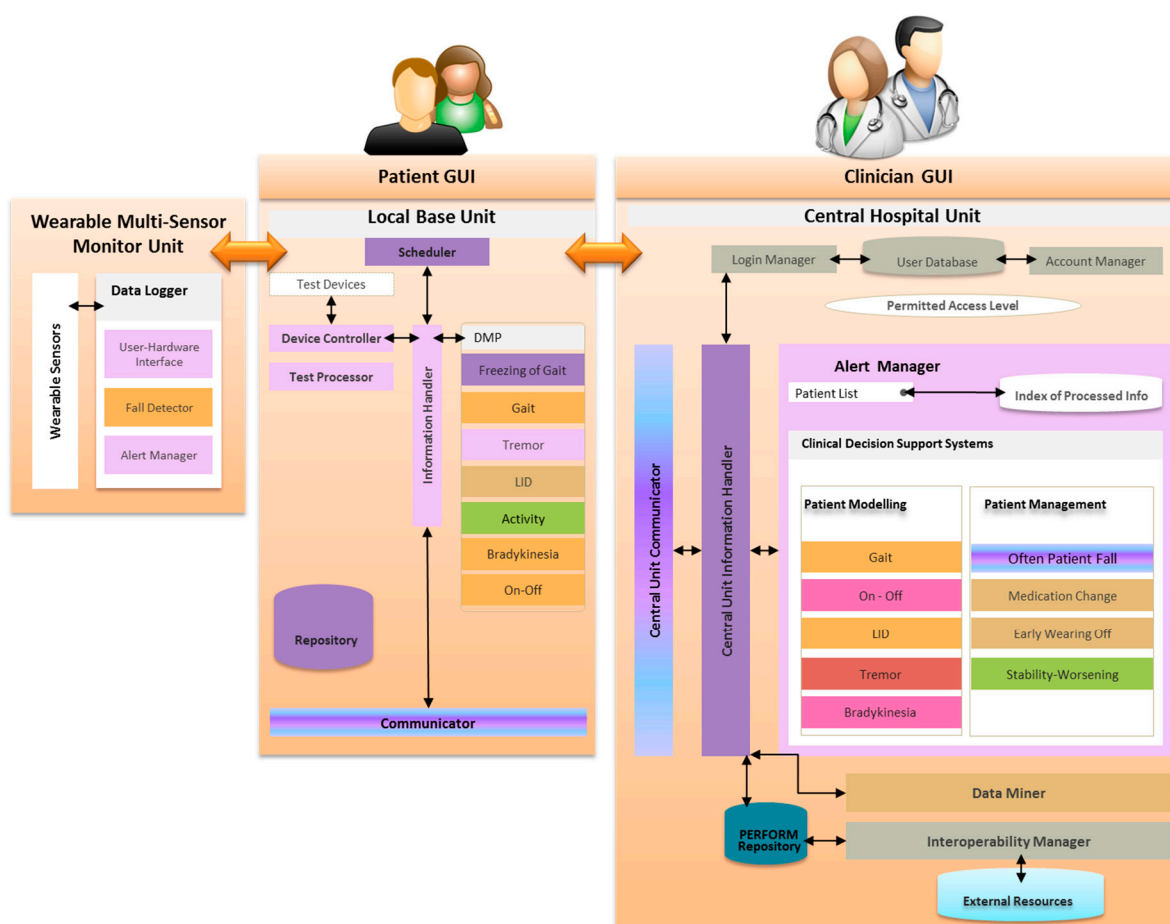 Patient GUI
Clinician GUI
Wearable Multi-Sensor
Monitor Unit
Wearable Sensors
Data Logger
User-Hardware
Interface
Fall Detector
Alert Manager
Local Base Unit
Scheduler
Test Devices
Device Controller
Test Processor
Information Handler
DMP
Freezing of Gait
Gait
Tremor
LID
Activity
Bradykinesia
On-Off
Repository
Communicator
Central Hospital Unit
Login Manager
User Database
Account Manager
Permitted Access Level
Central Unit Communicator
Central Unit Information Handler
Alert Manager
Patient List
Index of Processed Info
Clinical Decision Support Systems
Patient Modelling
Gait
On - Off
LID
Tremor
Bradykinesia
Patient Management
Often Patient Fall
Medication Change
Early Wearing Off
Stability-Worsening
Data Miner
PERFORM
Repository
Interoperability Manager
External Resources